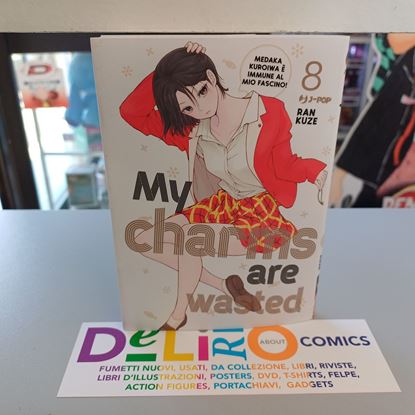 MEDAKA
KUROIWA È
IMMUNE AL
MIO FASCINO!
8
J-POP
RAN
KUZE
My
charms
are
wasted
DELiRiO ABOUT COMICS
FUMETTI NUOVI, USATI, DA COLLEZIONE, LIBRI, RIVISTE,
LIBRI D'ILLUSTRAZIONI, POSTERS, DVD, T-SHIRTS, FELPE,
ACTION FIGURES, PORTACHIAVI, GADGETS